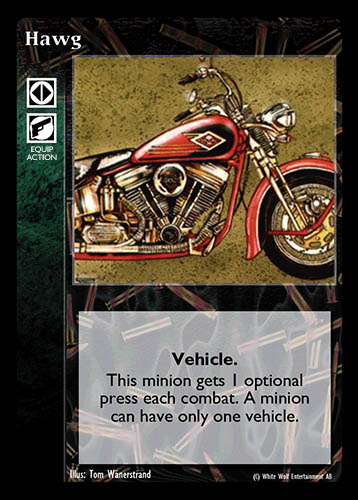 Hawg
EQUIP
ACTION
Vehicle.
This minion gets 1 optional
press each combat. A minion
can have only one vehicle.
Illus: Tom Wänerstrand
(C) White Wolf Entertainment AB